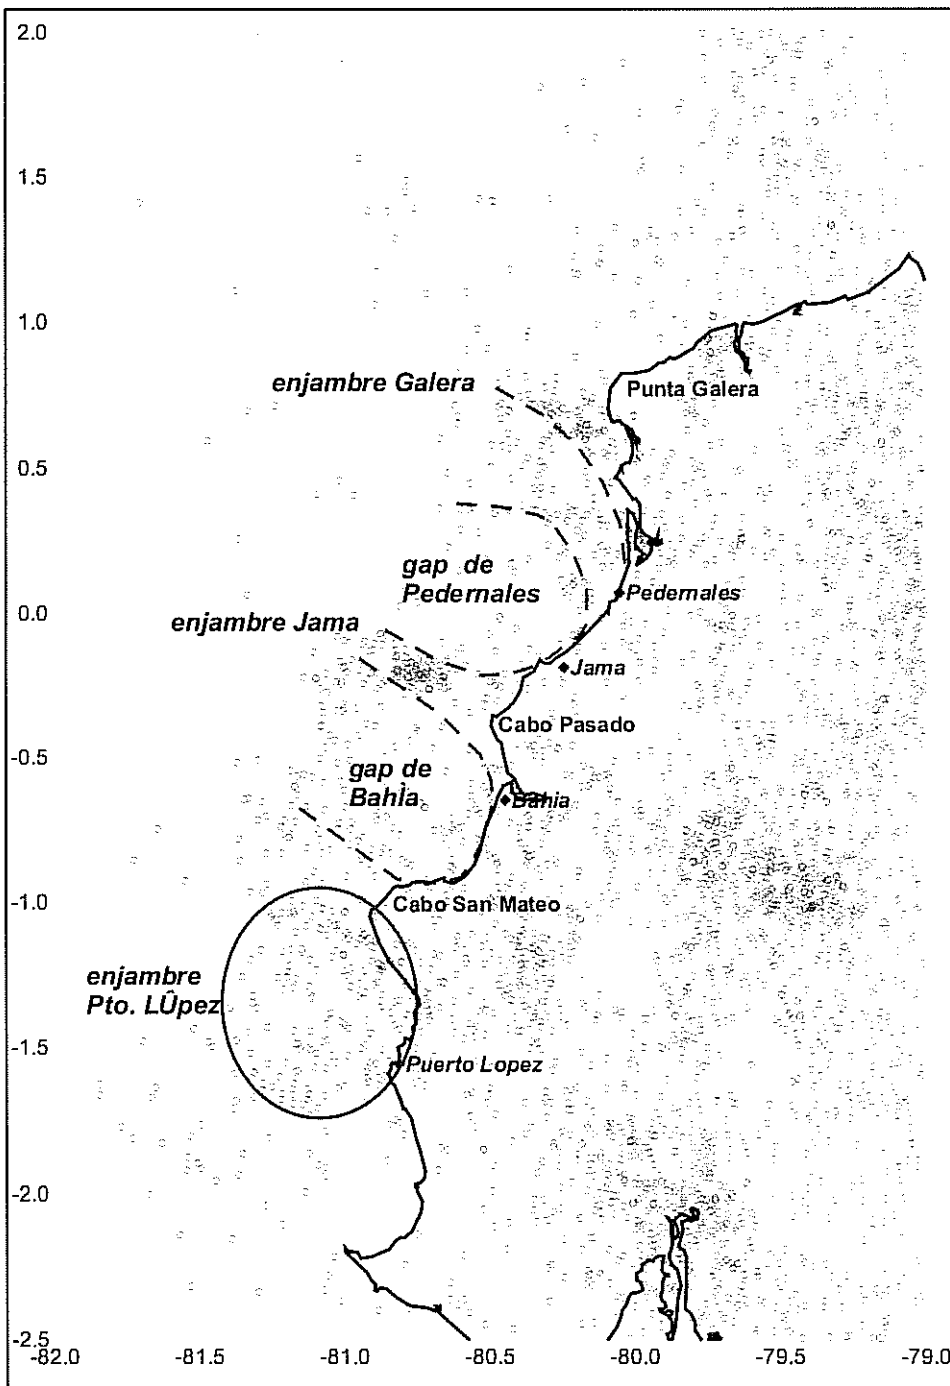 2.0
1.5
1.0
enjambre Galera
Punta Galera
0.5
gap de
Pedernales
Pedernales
0.0
enjambre Jama
Jama
Cabo Pasado
-0.5
gap de
BahÌa
Bahia
-1.0
Cabo San Mateo
enjambre
Pto. LÛpez
-1.5
Puerto Lopez
-2.0
-2.5
-82.0 -81.5 -81.0 -80.5 -80.0 -79.5 -79.0